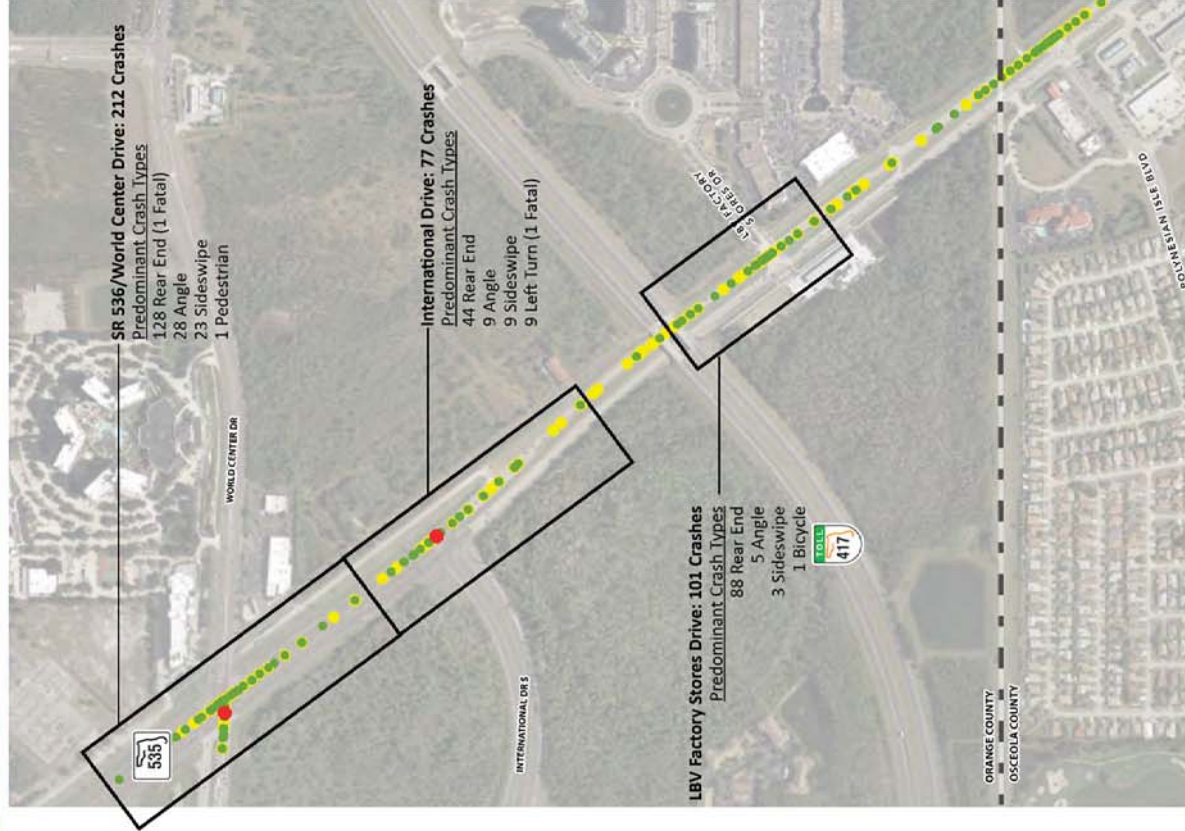 SR 536/World Center Drive: 212 Crashes
Predominant Crash Types
128 Rear End (1 Fatal)
28 Angle
23 Sideswipe
1 Pedestrian
International Drive: 77 Crashes
Predominant Crash Types
44 Rear End
9 Angle
9 Sideswipe
9 Left Turn (1 Fatal)
LBV Factory Stores Drive: 101 Crashes
Predominant Crash Types
88 Rear End
5 Angle
3 Sideswipe
1 Bicycle
535
WORLD CENTER DR
INTERNATIONAL DR S
FACTORY
ORES DR
TOLL
417
ORANGE COUNTY
OSCEOLA COUNTY
POLYNESIAN ISLE BLVD